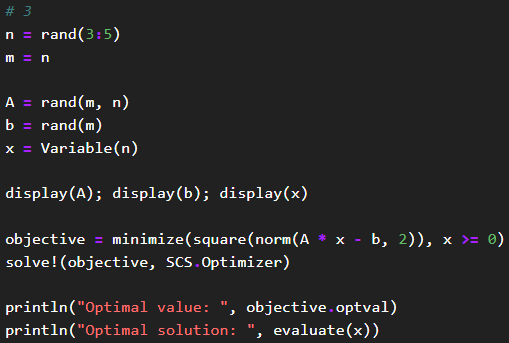 # 3
n = rand(3:5)
m = n
A = rand(m, n)
b = rand(m)
x = Variable(n)
display(A); display(b); display(x)
objective = minimize(square(norm(A * x - b, 2)), x >= 0)
solve!(objective, SCS.Optimizer)
println("Optimal value: ", objective.optval)
println("Optimal solution: ", evaluate(x))